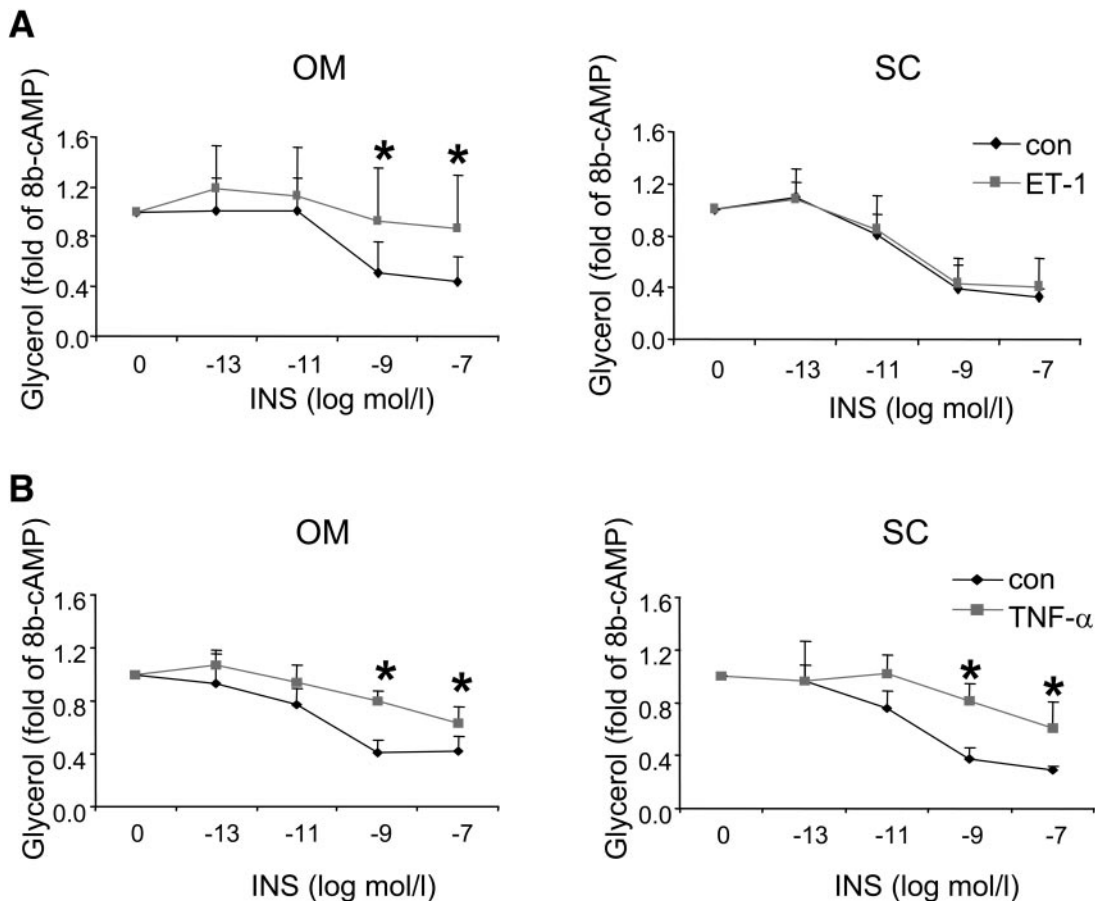 A
OM
Glycerol (fold of 8b-cAMP)
1.6
1.2
0.8
0.4
0.0
0 -13 -11 -9 -7
INS (log mol/l)
* *
SC
Glycerol (fold of 8b-cAMP)
1.6
1.2
0.8
0.4
0.0
0 -13 -11 -9 -7
INS (log mol/l)
con
ET-1
B
OM
Glycerol (fold of 8b-cAMP)
1.6
1.2
0.8
0.4
0.0
0 -13 -11 -9 -7
INS (log mol/l)
* *
SC
Glycerol (fold of 8b-cAMP)
1.6
1.2
0.8
0.4
0.0
0 -13 -11 -9 -7
INS (log mol/l)
con
TNF-α
* *